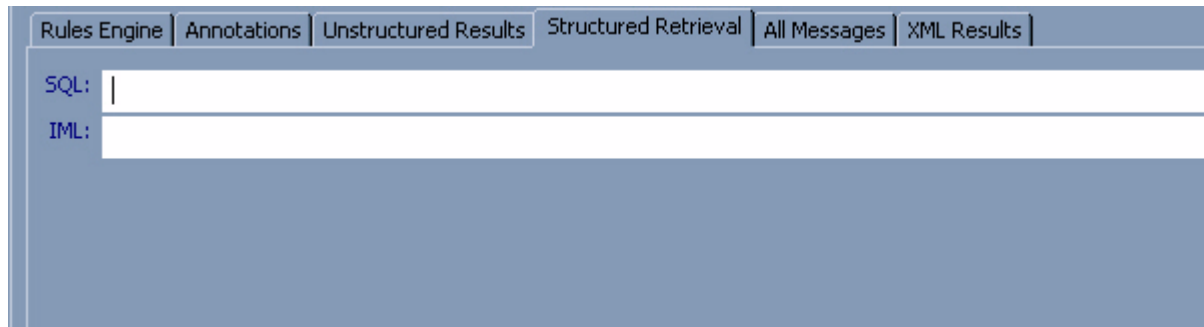 Rules Engine Annotations Unstructured Results Structured Retrieval All Messages XML Results
SQL:
IML: